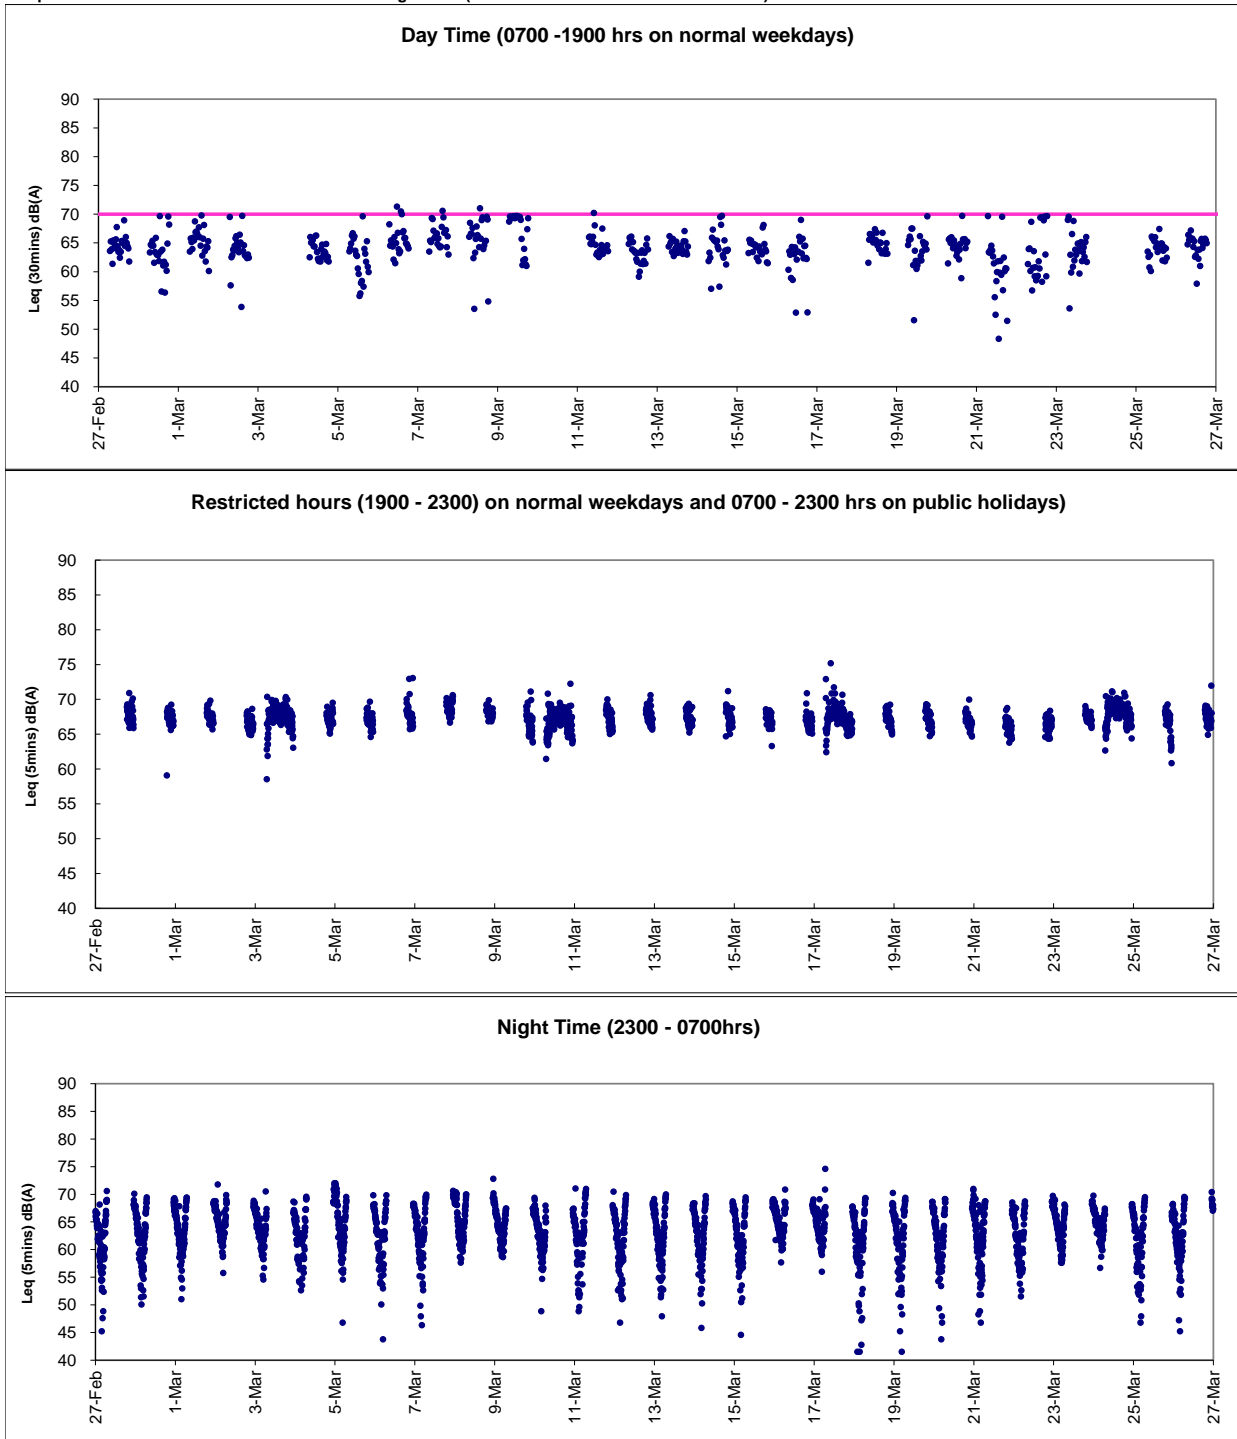 Day Time (0700 -1900 hrs on normal weekdays)
Leq (30mins) dB(A)
90
85
80
75
70
65
60
55
50
45
40
27-Feb
1-Mar
3-Mar
5-Mar
7-Mar
9-Mar
11-Mar
13-Mar
15-Mar
17-Mar
19-Mar
21-Mar
23-Mar
25-Mar
27-Mar
Restricted hours (1900 - 2300) on normal weekdays and 0700 - 2300 hrs on public holidays)
Leq (5mins) dB(A)
90
85
80
75
70
65
60
55
50
45
40
27-Feb
1-Mar
3-Mar
5-Mar
7-Mar
9-Mar
11-Mar
13-Mar
15-Mar
17-Mar
19-Mar
21-Mar
23-Mar
25-Mar
27-Mar
Night Time (2300 - 0700hrs)
Leq (5mins) dB(A)
90
85
80
75
70
65
60
55
50
45
40
27-Feb
1-Mar
3-Mar
5-Mar
7-Mar
9-Mar
11-Mar
13-Mar
15-Mar
17-Mar
19-Mar
21-Mar
23-Mar
25-Mar
27-Mar